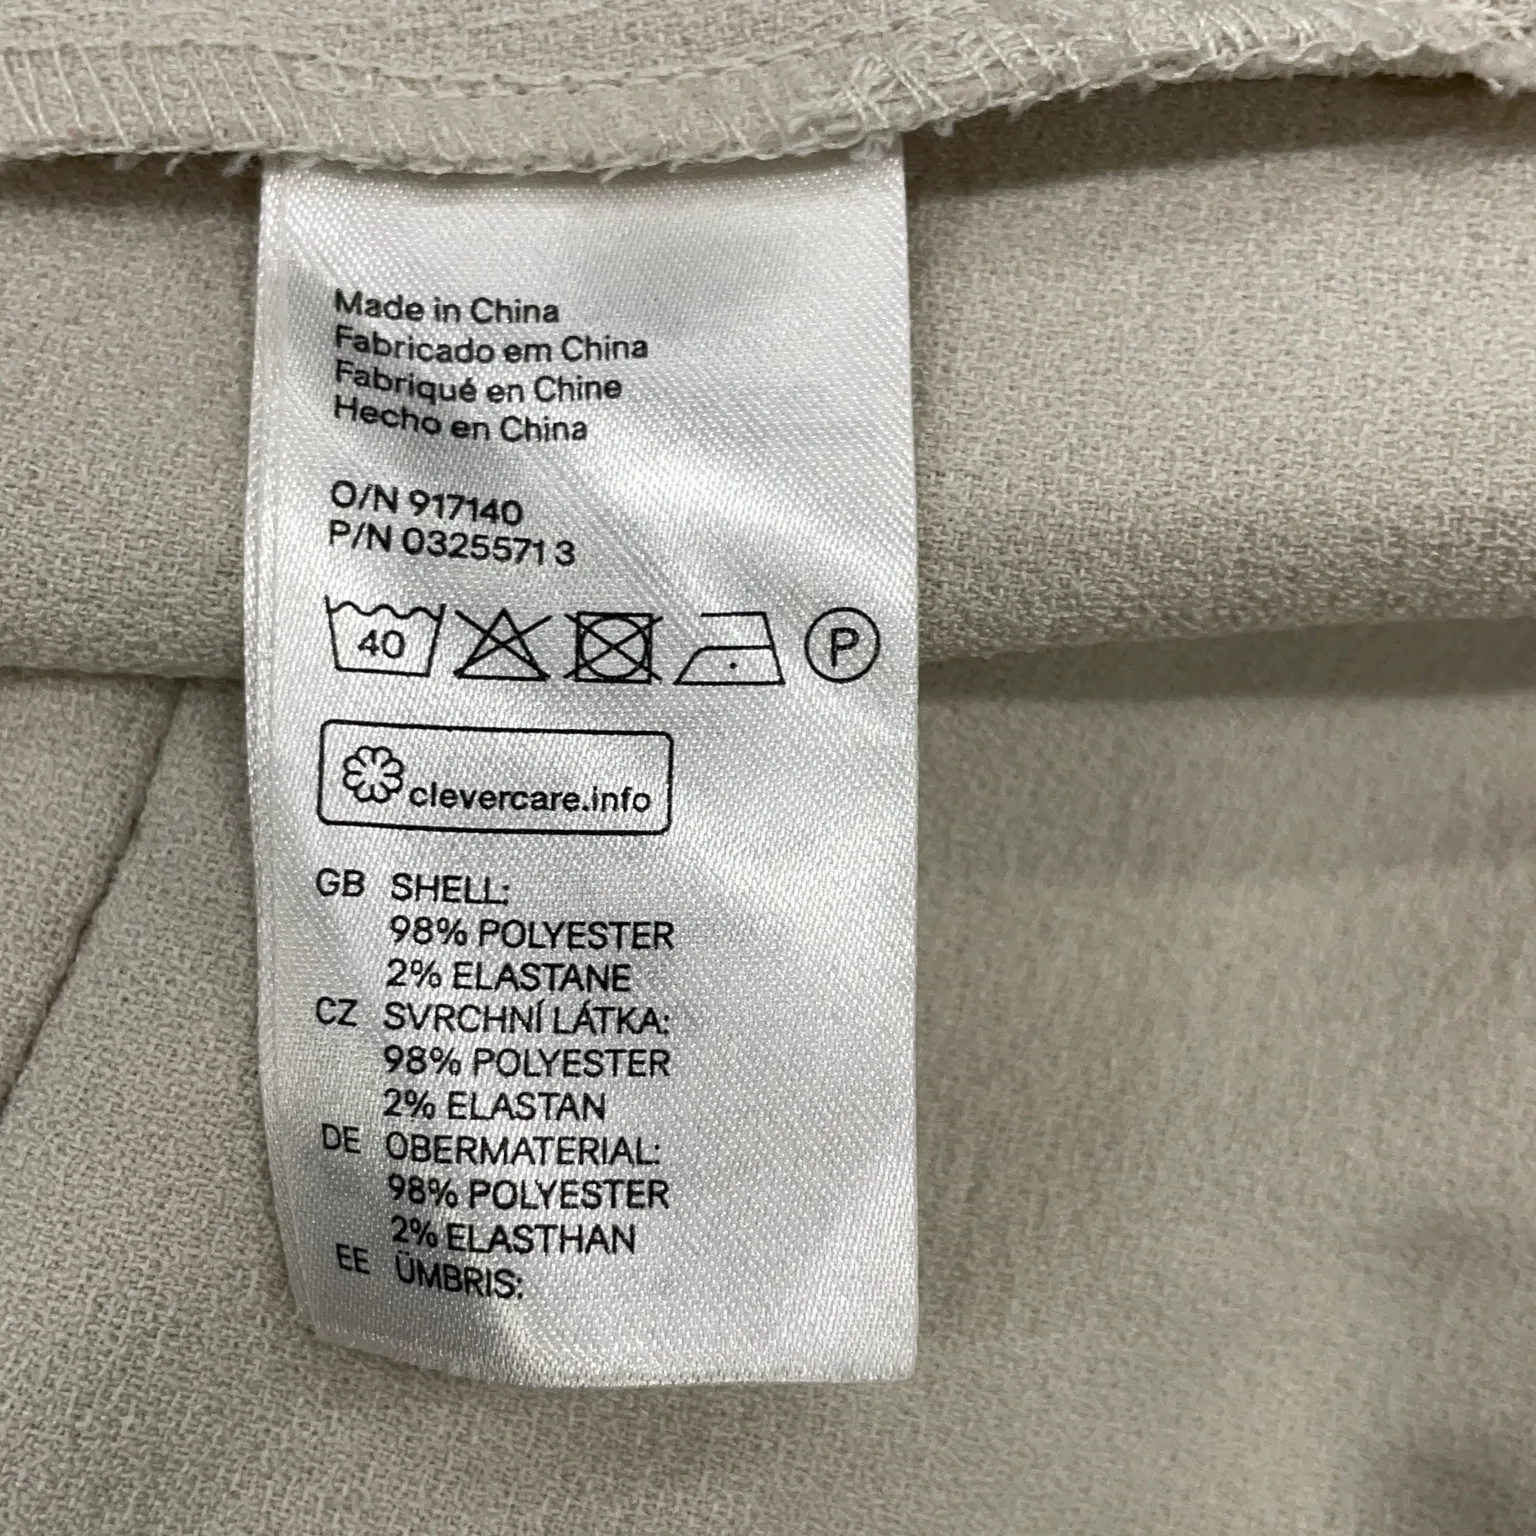 Made in China
Fabricado em China
Fabriqué en Chine
Hecho en China
O/N 917140
P/N 0325571 3
40 P
clevercare.info
GB SHELL:
98% POLYESTER
2% ELASTANE
CZ SVRCHNÍ LÁTKA:
98% POLYESTER
2% ELASTAN
DE OBERMATERIAL:
98% POLYESTER
2% ELASTHAN
EE ÜMBRIS: